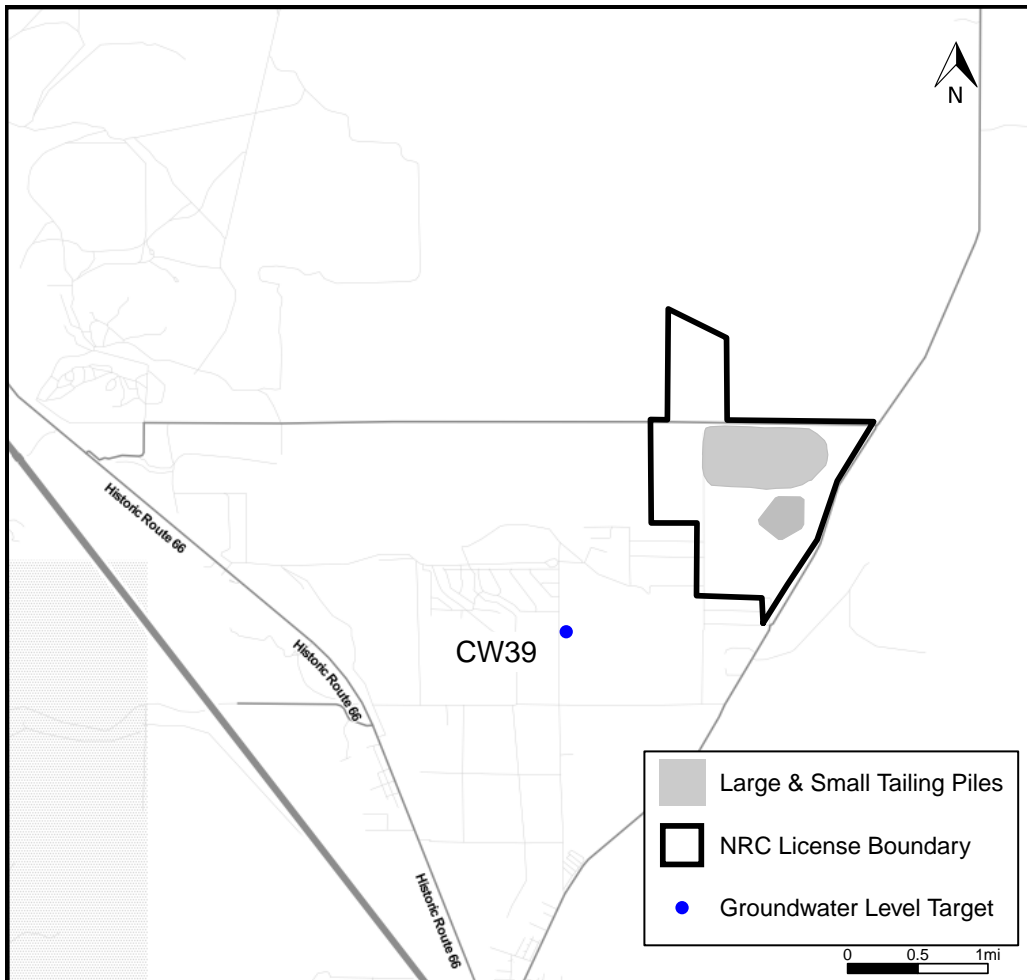 N
Historic Route 66
Historic Route 66
CW39
Historic Route 66
Large & Small Tailing Piles
NRC License Boundary
Groundwater Level Target
0 0.5 1mi